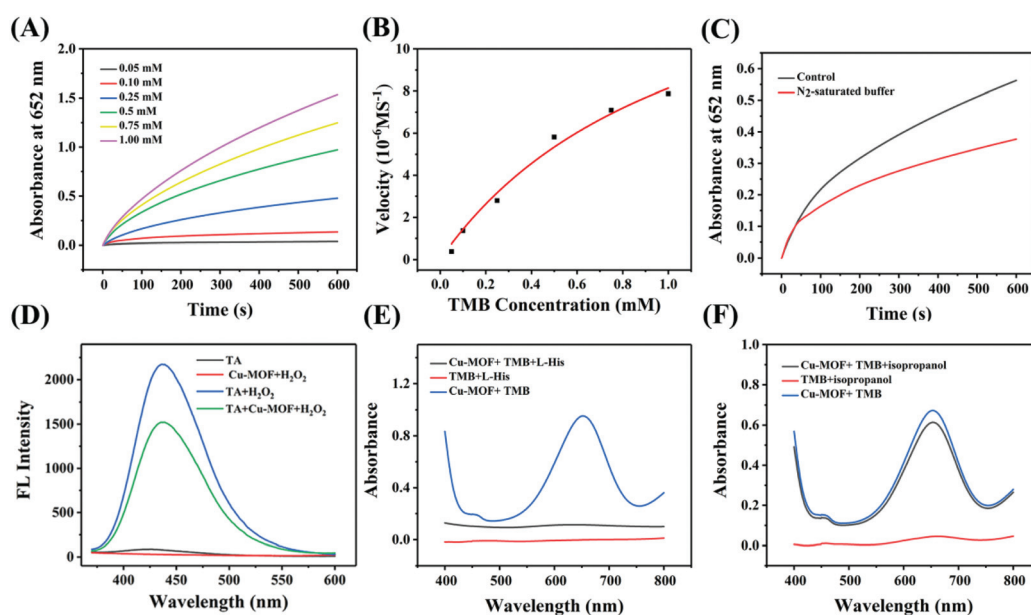 (A)
Absorbance at 652 nm
2.0
1.5
1.0
0.5
0.0
0.05 mM
0.10 mM
0.25 mM
0.5 mM
0.75 mM
1.00 mM
0 100 200 300 400 500 600
Time (s)
(B)
Velocity (10⁻⁶MS⁻¹)
10
8
6
4
2
0
0.0 0.2 0.4 0.6 0.8 1.0
TMB Concentration (mM)
(C)
Absorbance at 652 nm
0.6
0.5
0.4
0.3
0.2
0.1
0.0
Control
N₂-saturated buffer
0 100 200 300 400 500 600
Time (s)
(D)
FL Intensity
2000
1500
1000
500
0
TA
Cu-MOF+H₂O₂
TA+H₂O₂
TA+Cu-MOF+H₂O₂
400 450 500 550 600
Wavelength (nm)
(E)
Absorbance
1.2
0.8
0.4
0.0
Cu-MOF+ TMB+L-His
TMB+L-His
Cu-MOF+ TMB
400 500 600 700 800
Wavelength (nm)
(F)
Absorbance
1.0
0.8
0.6
0.4
0.2
0.0
Cu-MOF+ TMB+isopropanol
TMB+isopropanol
Cu-MOF+ TMB
400 500 600 700 800
Wavelength (nm)